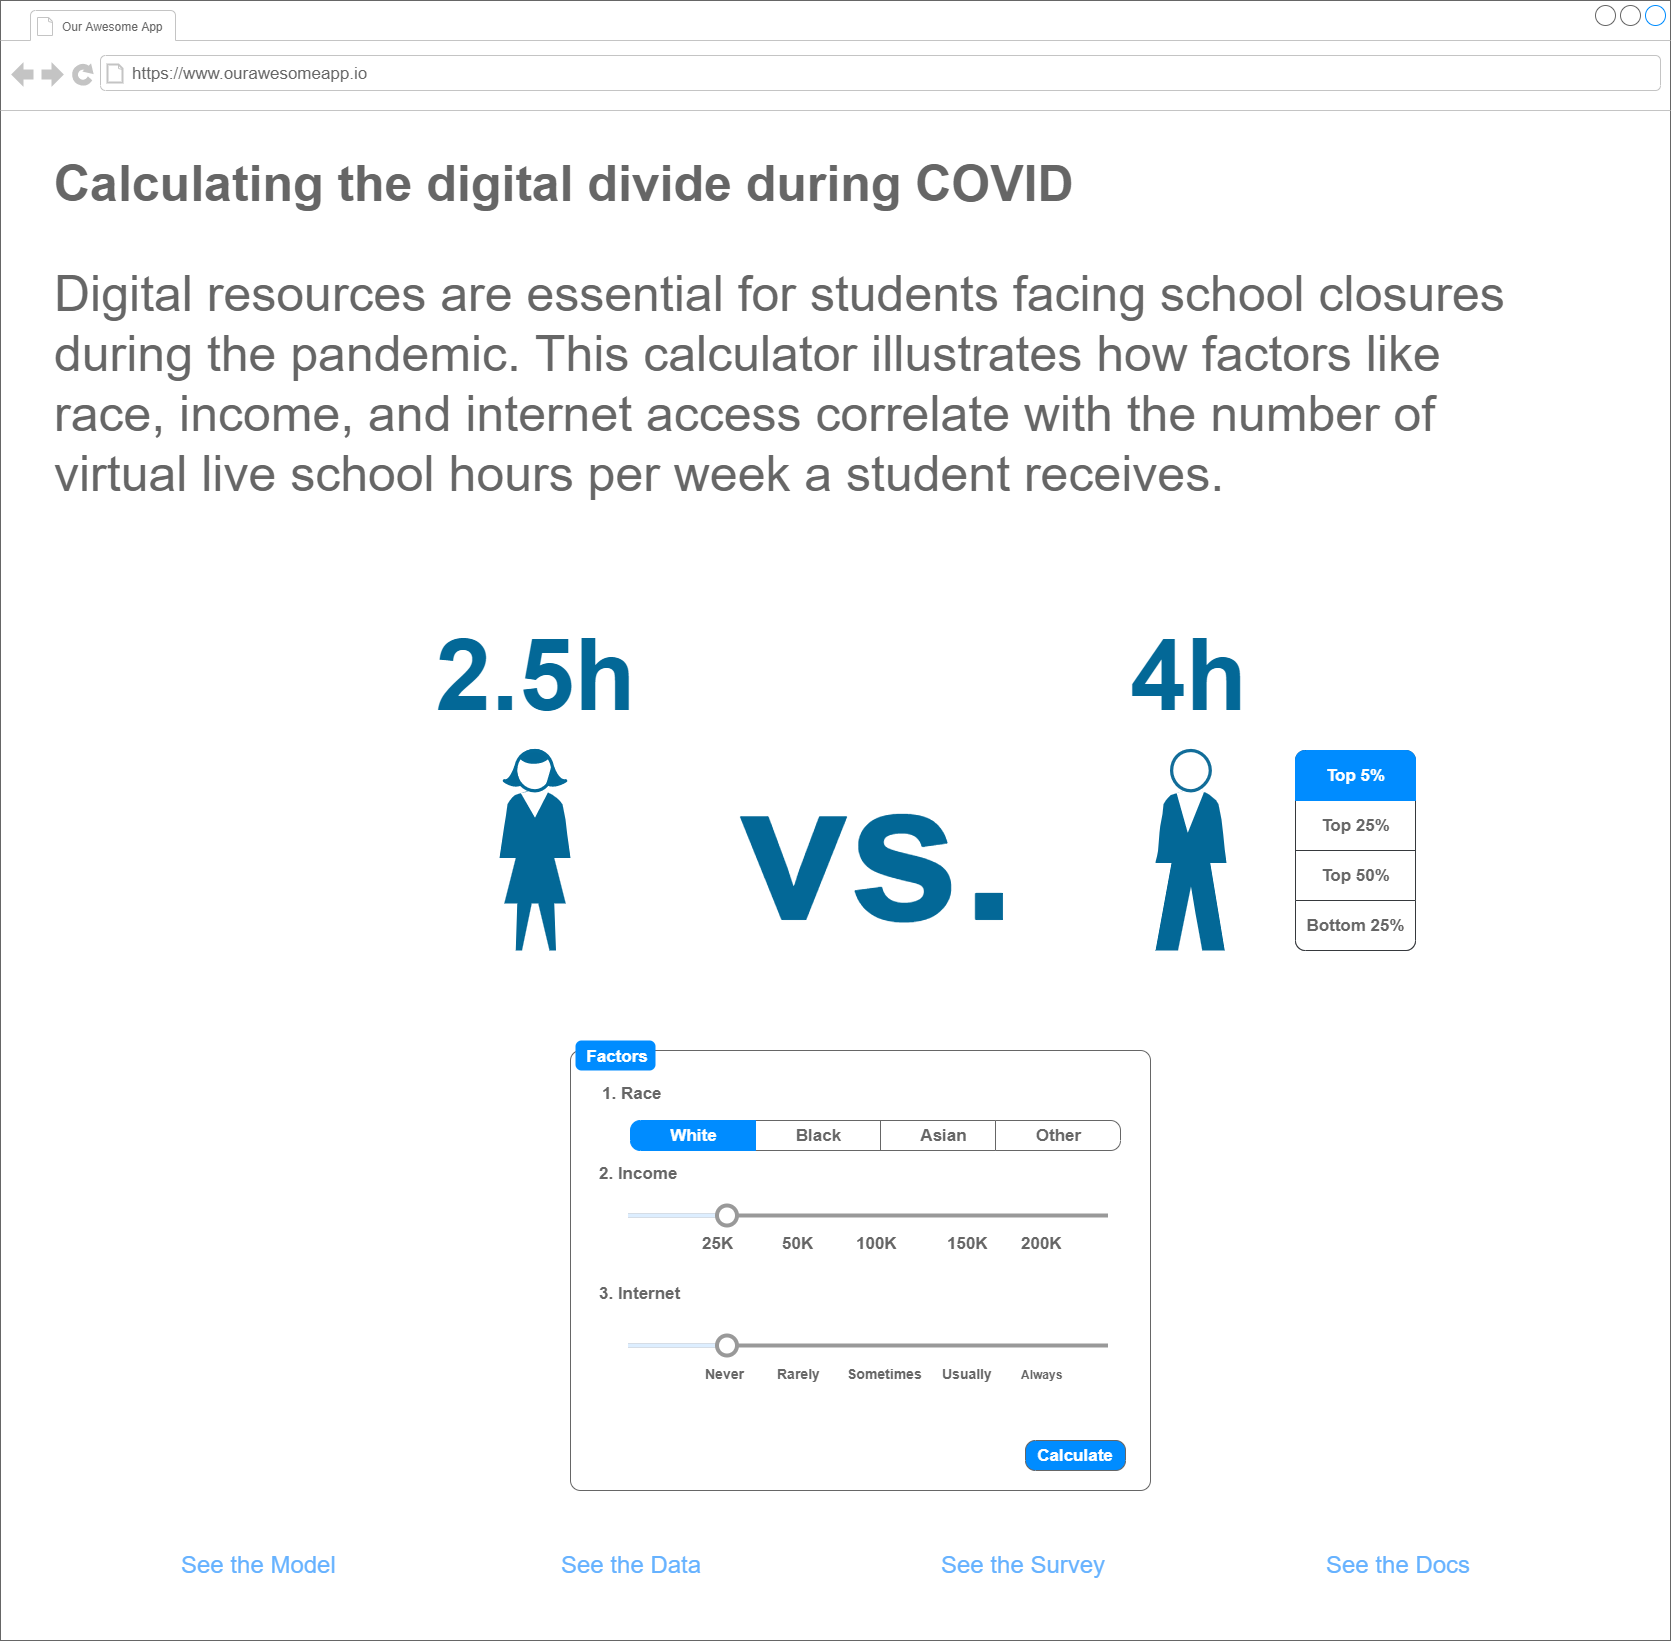 Our Awesome App
https://www.ourawesomeapp.io
Calculating the digital divide during COVID
Digital resources are essential for students facing school closures
during the pandemic. This calculator illustrates how factors like
race, income, and internet access correlate with the number of
virtual live school hours per week a student receives.
2.5h
4h
vs.
Top 5%
Top 25%
Top 50%
Bottom 25%
Factors
1. Race
White Black Asian Other
2. Income
25K 50K 100K 150K 200K
3. Internet
Never Rarely Sometimes Usually Always
Calculate
See the Model See the Data See the Survey See the Docs